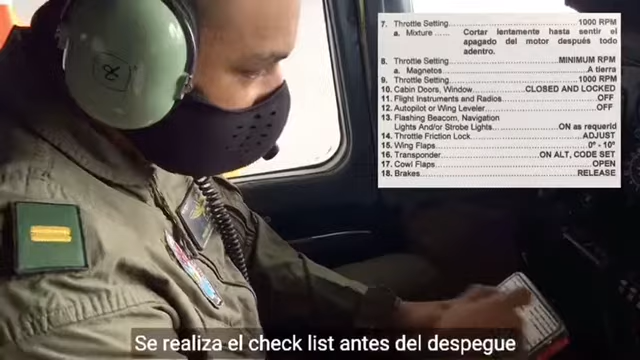 8
7. Throttle Setting..........1000 RPM
a. Mixture ..... Cortar lentamente hasta sentir el
apagado del motor después todo
adentro.
8. Throttle Setting..........MINIMUM RPM
a. Magnetos..........A tierra
9. Throttle Setting..........1000 RPM
10. Cabin Doors, Window..........CLOSED AND LOCKED
11. Flight Instruments and Radios..........OFF
12. Autopilot or Wing Leveler..........OFF
13. Flashing Beacom, Navigation
Lights And/or Strobe Lights..........ON as requerid
14. Throttle Friction Lock..........ADJUST
15. Wing Flaps..........0º - 10º
16. Transponder..........ON ALT, CODE SET
17. Cowl Flaps..........OPEN
18. Brakes..........RELEASE
Se realiza el check list antes del despegue